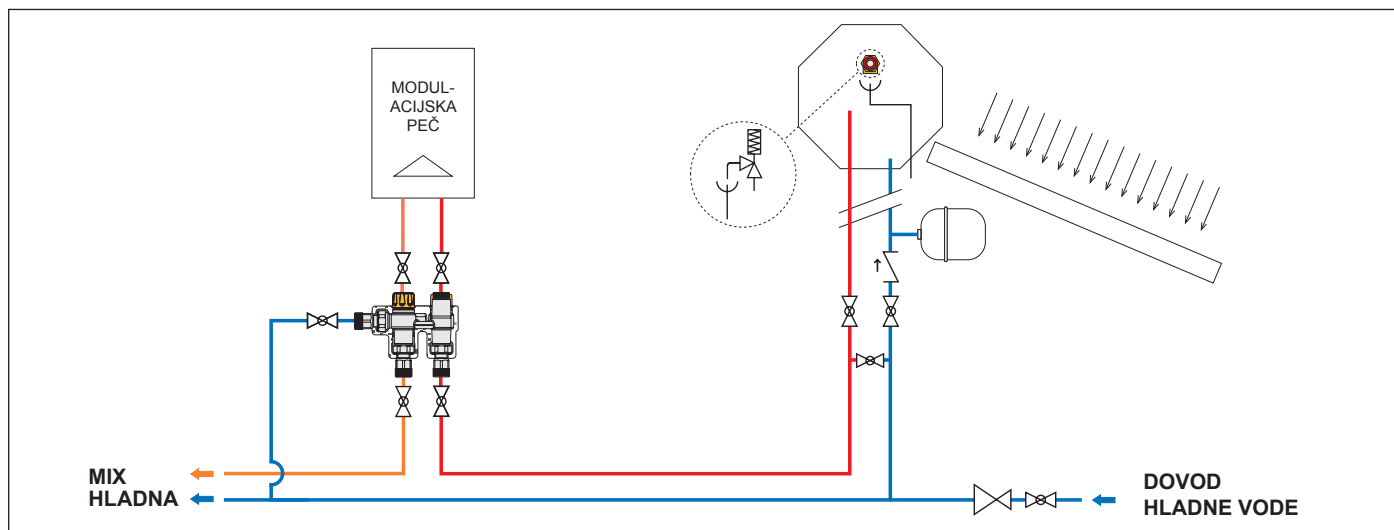 MODUL-
ACIJSKA
PEČ
MIX
HLADNA
DOVOD
HLADNE VODE